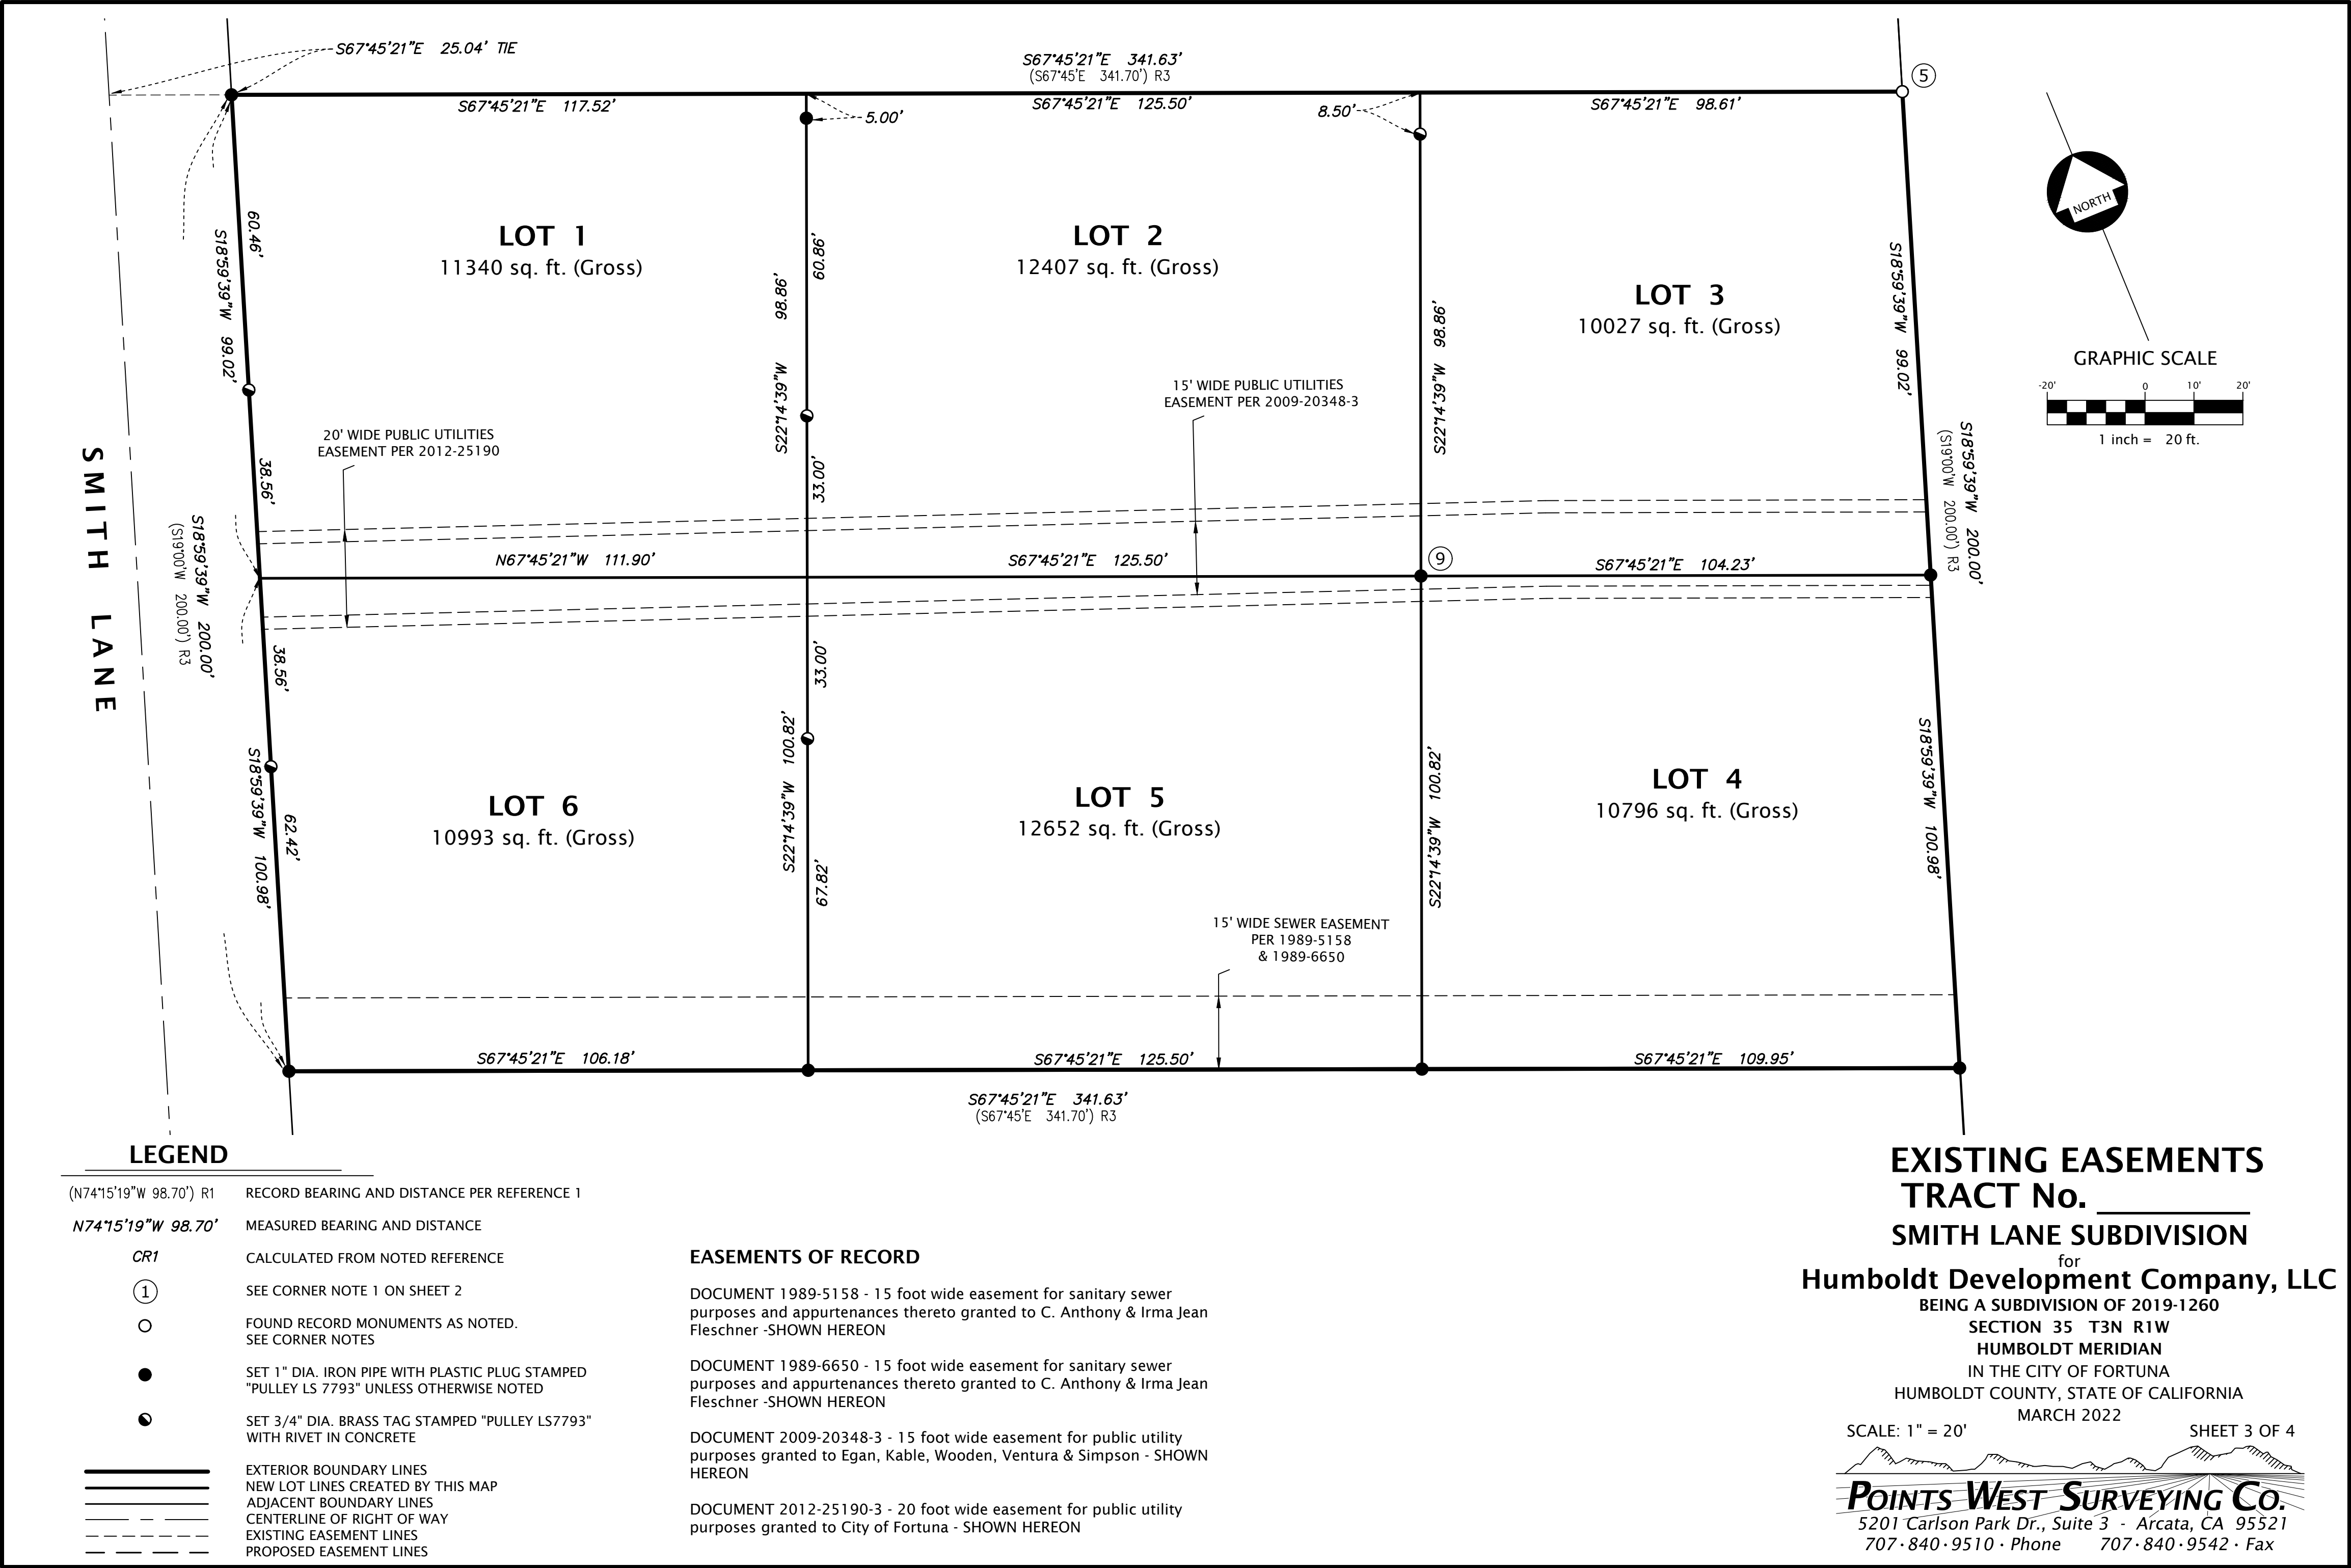 S67°45'21"E 25.04' TIE
S67°45'21"E 341.63'
(S67°45'E 341.70') R3
5
S67°45'21"E 117.52'
S67°45'21"E 125.50'
S67°45'21"E 98.61'
5.00'
8.50'
NORTH
60.46'
S18°59'39"W 99.02'
LOT 1
11340 sq. ft. (Gross)
60.86'
S22°14'39"W 98.86'
LOT 2
12407 sq. ft. (Gross)
S22°14'39"W 98.86'
LOT 3
10027 sq. ft. (Gross)
S18°59'39"W 99.02'
GRAPHIC SCALE
-20' 0 10' 20'
1 inch = 20 ft.
15' WIDE PUBLIC UTILITIES
EASEMENT PER 2009-20348-3
20' WIDE PUBLIC UTILITIES
EASEMENT PER 2012-25190
38.56'
33.00'
SMITH LANE
S18°59'39"W 200.00'
(S19°00'W 200.00') R3
S18°59'39"W 200.00'
(S19°00'W 200.00') R3
N67°45'21"W 111.90'
S67°45'21"E 125.50'
9
S67°45'21"E 104.23'
38.56'
33.00'
S18°59'39"W 100.98'
62.42'
LOT 6
10993 sq. ft. (Gross)
S22°14'39"W 100.82'
67.82'
LOT 5
12652 sq. ft. (Gross)
S22°14'39"W 100.82'
LOT 4
10796 sq. ft. (Gross)
S18°59'39"W 100.98'
15' WIDE SEWER EASEMENT
PER 1989-5158
& 1989-6650
S67°45'21"E 106.18'
S67°45'21"E 125.50'
S67°45'21"E 109.95'
S67°45'21"E 341.63'
(S67°45'E 341.70') R3
LEGEND
(N74°15'19"W 98.70') R1 RECORD BEARING AND DISTANCE PER REFERENCE 1
N74°15'19"W 98.70' MEASURED BEARING AND DISTANCE
CR1 CALCULATED FROM NOTED REFERENCE
1 SEE CORNER NOTE 1 ON SHEET 2
FOUND RECORD MONUMENTS AS NOTED.
SEE CORNER NOTES
SET 1" DIA. IRON PIPE WITH PLASTIC PLUG STAMPED
"PULLEY LS 7793" UNLESS OTHERWISE NOTED
SET 3/4" DIA. BRASS TAG STAMPED "PULLEY LS7793"
WITH RIVET IN CONCRETE
EXTERIOR BOUNDARY LINES
NEW LOT LINES CREATED BY THIS MAP
ADJACENT BOUNDARY LINES
CENTERLINE OF RIGHT OF WAY
EXISTING EASEMENT LINES
PROPOSED EASEMENT LINES
EASEMENTS OF RECORD
DOCUMENT 1989-5158 - 15 foot wide easement for sanitary sewer
purposes and appurtenances thereto granted to C. Anthony & Irma Jean
Fleschner -SHOWN HEREON
DOCUMENT 1989-6650 - 15 foot wide easement for sanitary sewer
purposes and appurtenances thereto granted to C. Anthony & Irma Jean
Fleschner -SHOWN HEREON
DOCUMENT 2009-20348-3 - 15 foot wide easement for public utility
purposes granted to Egan, Kable, Wooden, Ventura & Simpson - SHOWN
HEREON
DOCUMENT 2012-25190-3 - 20 foot wide easement for public utility
purposes granted to City of Fortuna - SHOWN HEREON
EXISTING EASEMENTS
TRACT No. __________
SMITH LANE SUBDIVISION
for
Humboldt Development Company, LLC
BEING A SUBDIVISION OF 2019-1260
SECTION 35 T3N R1W
HUMBOLDT MERIDIAN
IN THE CITY OF FORTUNA
HUMBOLDT COUNTY, STATE OF CALIFORNIA
MARCH 2022
SCALE: 1" = 20' SHEET 3 OF 4
POINTS WEST SURVEYING CO.
5201 Carlson Park Dr., Suite 3 - Arcata, CA 95521
707·840·9510 · Phone 707·840·9542 · Fax